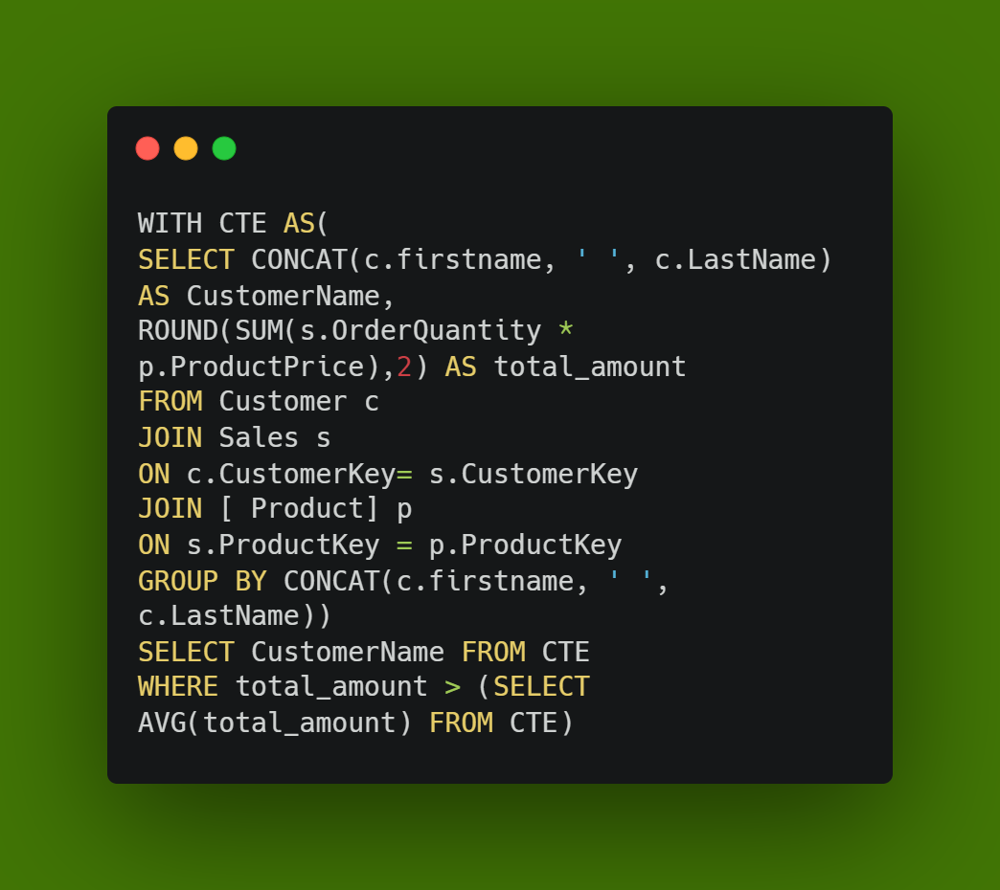 WITH CTE AS(
SELECT CONCAT(c.firstname, ' ', c.LastName)
AS CustomerName,
ROUND(SUM(s.OrderQuantity *
p.ProductPrice),2) AS total_amount
FROM Customer c
JOIN Sales s
ON c.CustomerKey= s.CustomerKey
JOIN [ Product] p
ON s.ProductKey = p.ProductKey
GROUP BY CONCAT(c.firstname, ' ',
c.LastName))
SELECT CustomerName FROM CTE
WHERE total_amount > (SELECT
AVG(total_amount) FROM CTE)